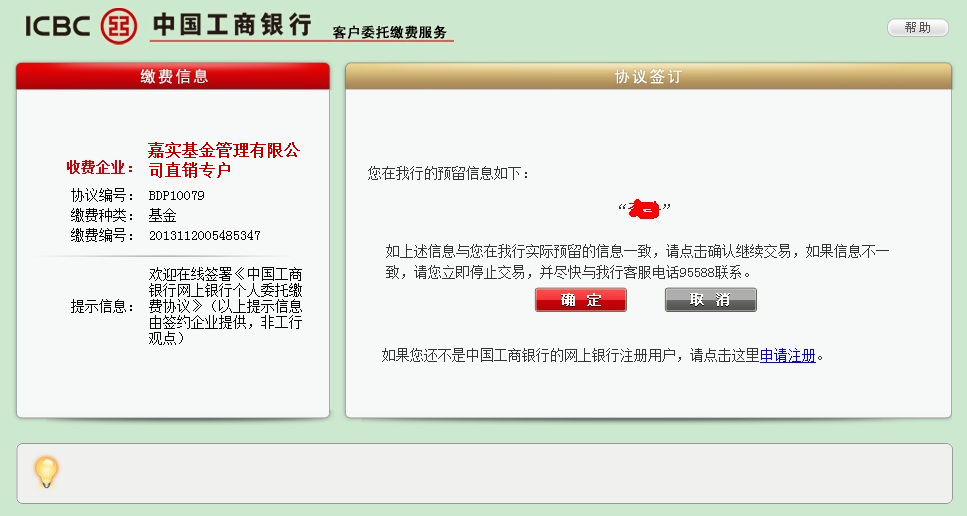 ICBC 中国工商银行 客户委托缴费服务
帮助
缴费信息
收费企业：
嘉实基金管理有限公
司直销专户
协议编号： BDP10079
缴费种类： 基金
缴费编号： 2013112005485347
提示信息：
欢迎在线签署《中国工商
银行网上银行个人委托缴
费协议》（以上提示信息
由签约企业提供，非工行
观点）
协议签订
您在我行的预留信息如下：
“ ”
如上述信息与您在我行实际预留的信息一致，请点击确认继续交易，如果信息不一
致，请您立即停止交易，并尽快与我行客服电话95588联系。
确 定
取 消
如果您还不是中国工商银行的网上银行注册用户，请点击这里申请注册。